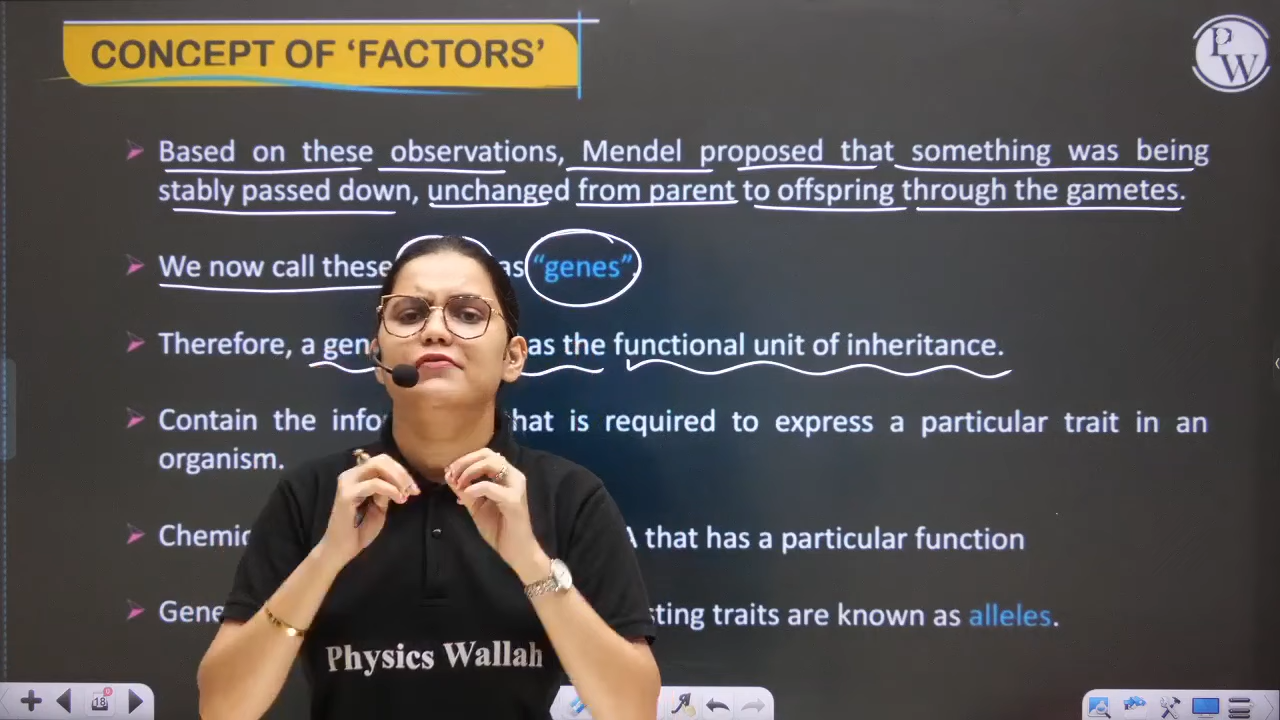 CONCEPT OF ‘FACTORS’
PW
Based on these observations, Mendel proposed that something was being
stably passed down, unchanged from parent to offspring through the gametes.
We now call these as “genes”.
Therefore, a gen as the functional unit of inheritance.
Contain the info hat is required to express a particular trait in an
organism.
Chemic that has a particular function
Gene sting traits are known as alleles.
Physics Wallah
18